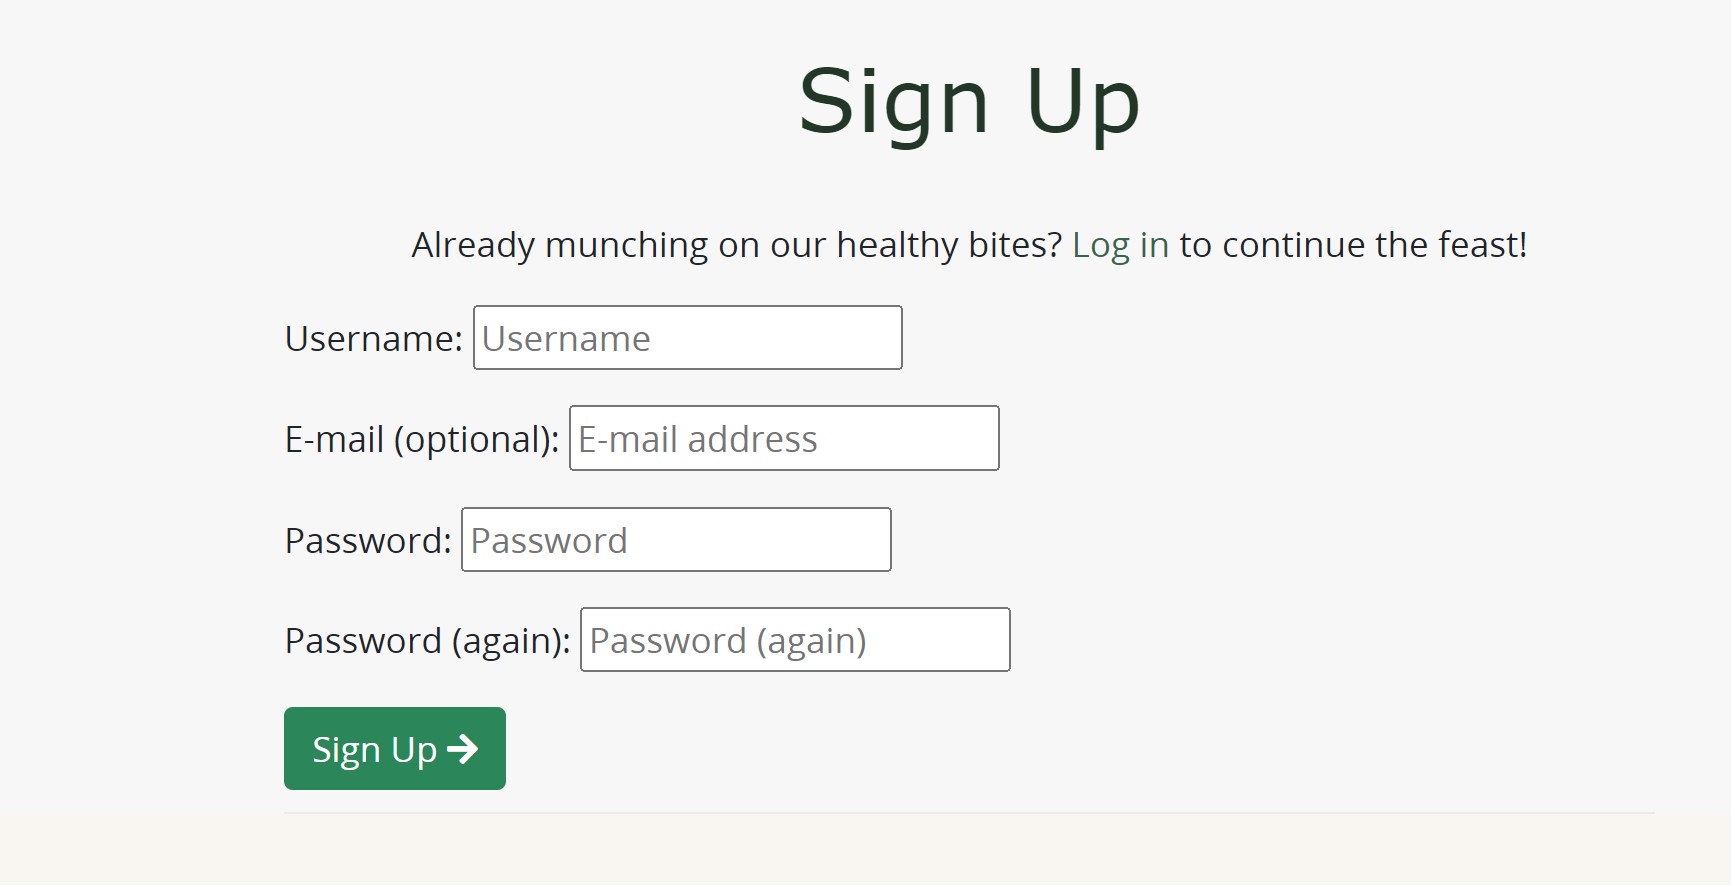 Sign Up
Already munching on our healthy bites? Log in to continue the feast!
Username: Username
E-mail (optional): E-mail address
Password: Password
Password (again): Password (again)
Sign Up